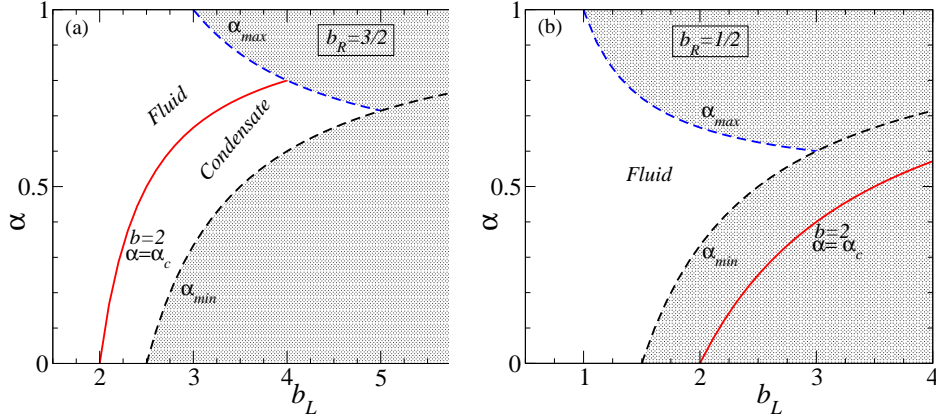 (a)
α_max
b_R=3/2
Fluid
Condensate
b=2
α=α_c
α_min
α
1
0.5
0
2
3
4
5
b_L
(b)
b_R=1/2
α_max
Fluid
α_min
b=2
α=α_c
α
1
0.5
0
1
2
3
4
b_L